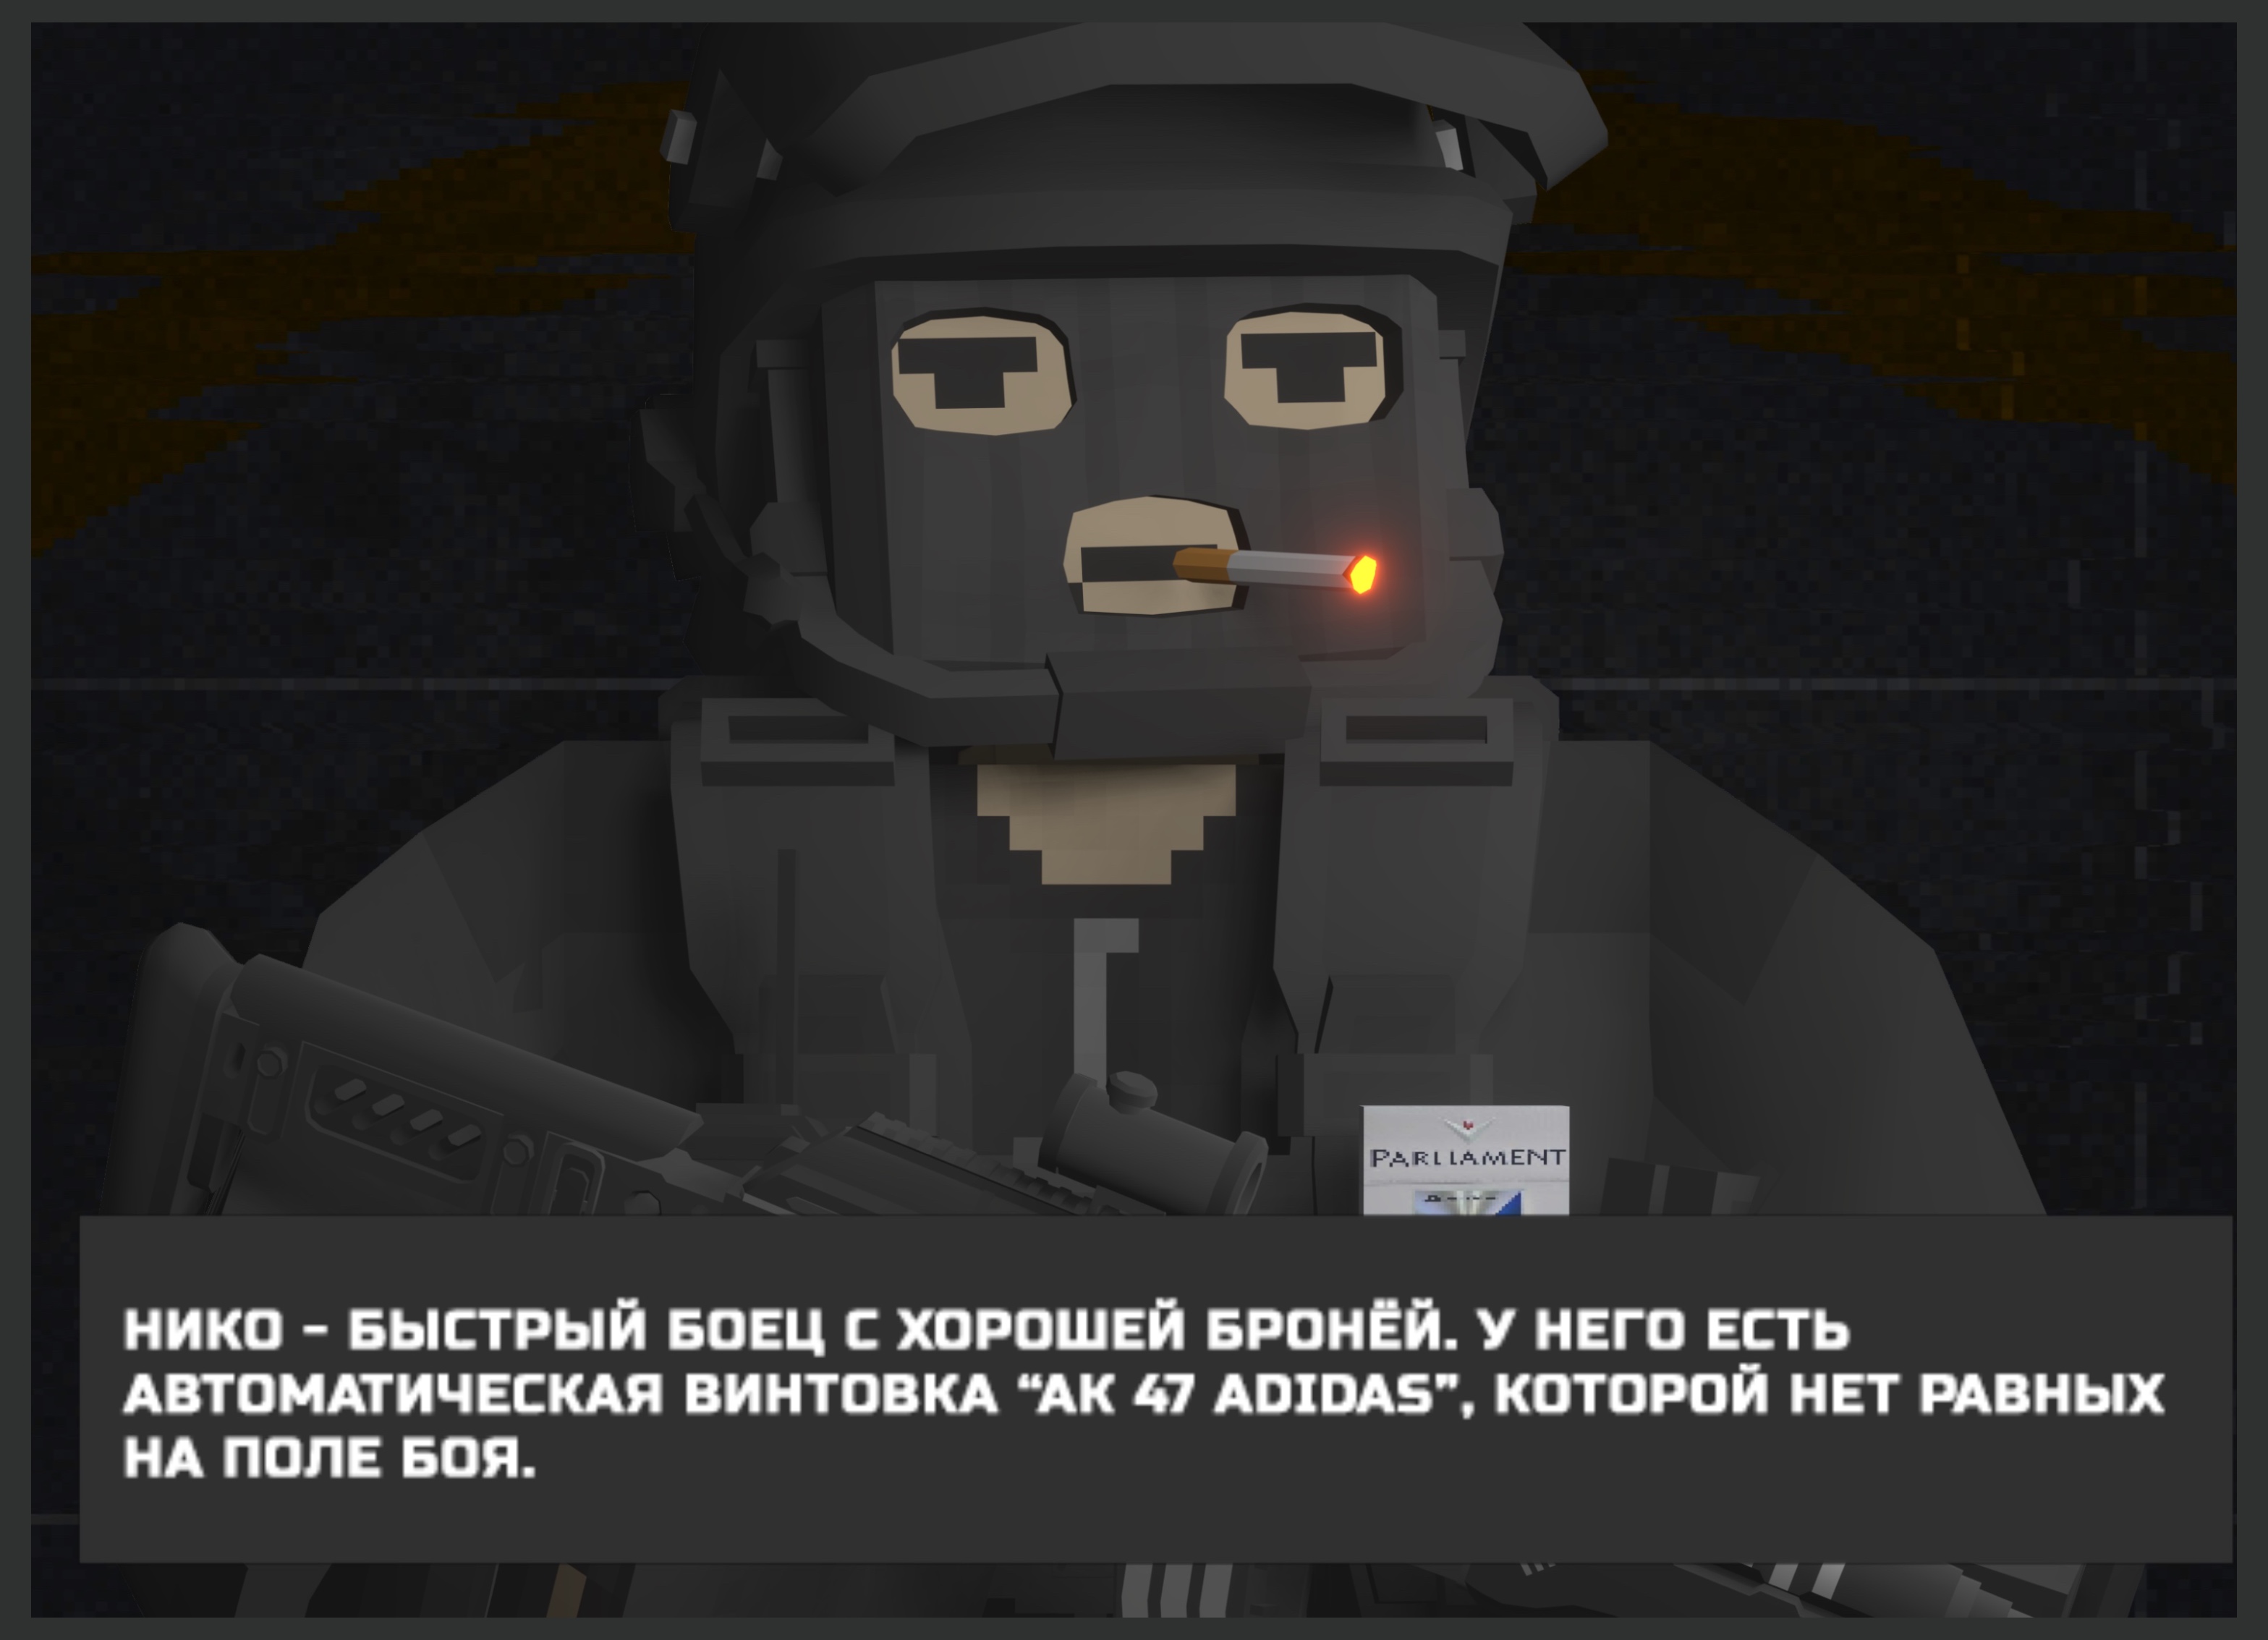 PARLIAMENT
НИКО - БЫСТРЫЙ БОЕЦ С ХОРОШЕЙ БРОНЁЙ. У НЕГО ЕСТЬ
АВТОМАТИЧЕСКАЯ ВИНТОВКА “АК 47 ADIDAS”, КОТОРОЙ НЕТ РАВНЫХ
НА ПОЛЕ БОЯ.